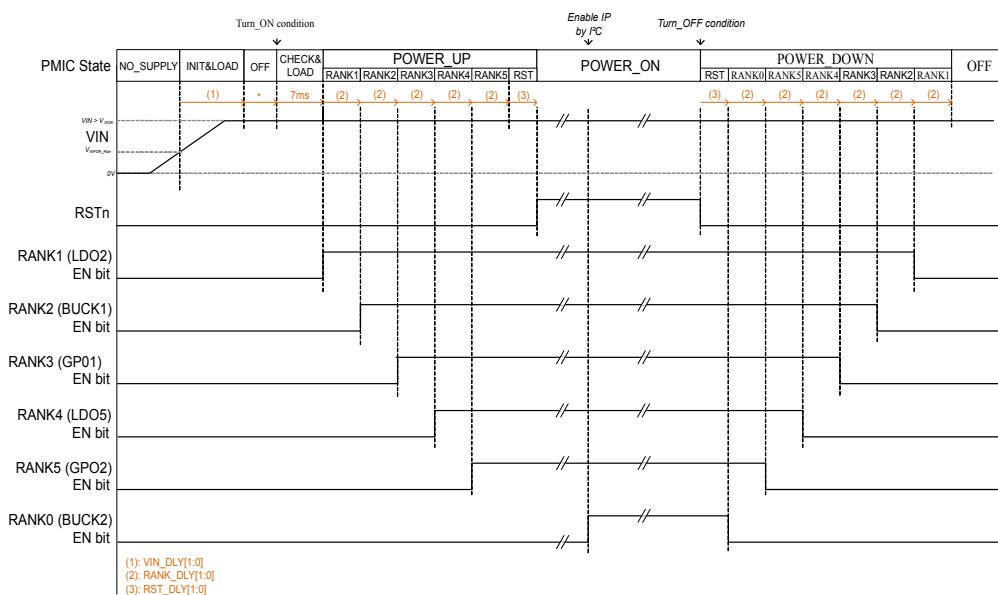 Turn_ON condition
Enable IP
by I²C
Turn_OFF condition
PMIC State
NO_SUPPLY
INIT&LOAD
OFF
CHECK&
LOAD
POWER_UP
RANK1
RANK2
RANK3
RANK4
RANK5
RST
POWER_ON
POWER_DOWN
RST
RANK0
RANK5
RANK4
RANK3
RANK2
RANK1
OFF
(1)
*
7ms
(2)
(2)
(2)
(2)
(2)
(3)
(3)
(2)
(2)
(2)
(2)
(2)
(2)
VIN
0V
RSTn
RANK1 (LDO2)
EN bit
RANK2 (BUCK1)
EN bit
RANK3 (GP01)
EN bit
RANK4 (LDO5)
EN bit
RANK5 (GPO2)
EN bit
RANK0 (BUCK2)
EN bit
(1): VIN_DLY[1:0]
(2): RANK_DLY[1:0]
(3): RST_DLY[1:0]